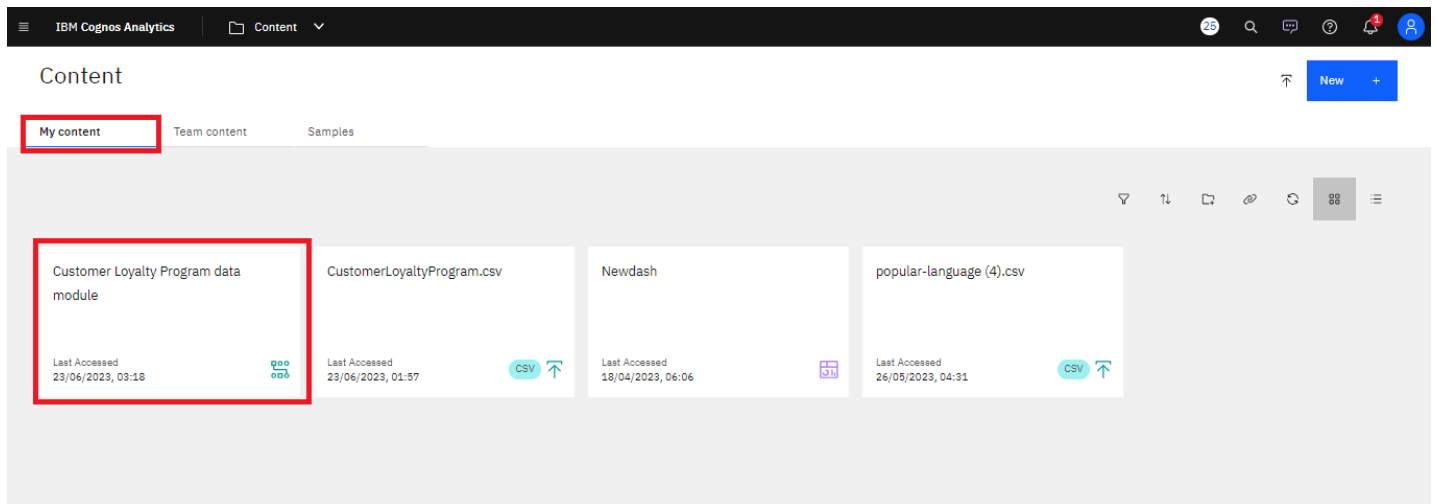 IBM Cognos Analytics
Content
25
1
Content
New +
My content
Team content
Samples
Customer Loyalty Program data
module
Last Accessed
23/06/2023, 03:18
CustomerLoyaltyProgram.csv
Last Accessed
23/06/2023, 01:57
CSV
Newdash
Last Accessed
18/04/2023, 06:06
popular-language (4).csv
Last Accessed
26/05/2023, 04:31
CSV